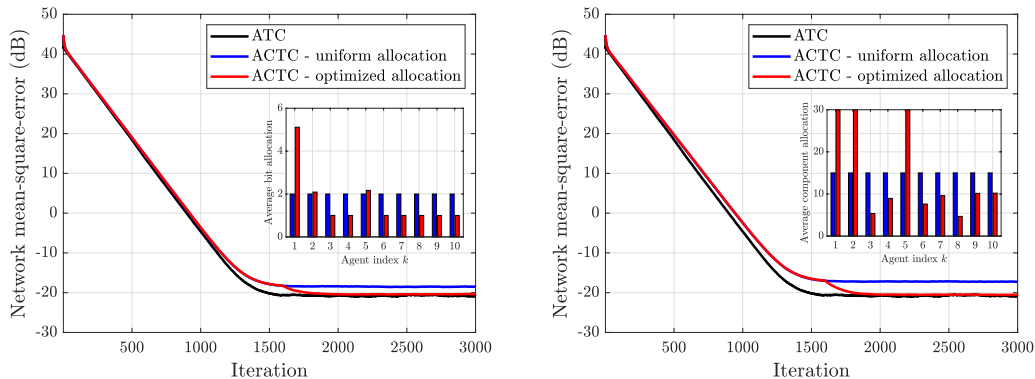 50
40
30
20
10
0
-10
-20
-30
Network mean-square-error (dB)
ATC
ACTC - uniform allocation
ACTC - optimized allocation
6
4
2
0
Average bit allocation
1 2 3 4 5 6 7 8 9 10
Agent index k
500 1000 1500 2000 2500 3000
Iteration
50
40
30
20
10
0
-10
-20
-30
Network mean-square-error (dB)
ATC
ACTC - uniform allocation
ACTC - optimized allocation
30
20
10
0
Average component allocation
1 2 3 4 5 6 7 8 9 10
Agent index k
500 1000 1500 2000 2500 3000
Iteration